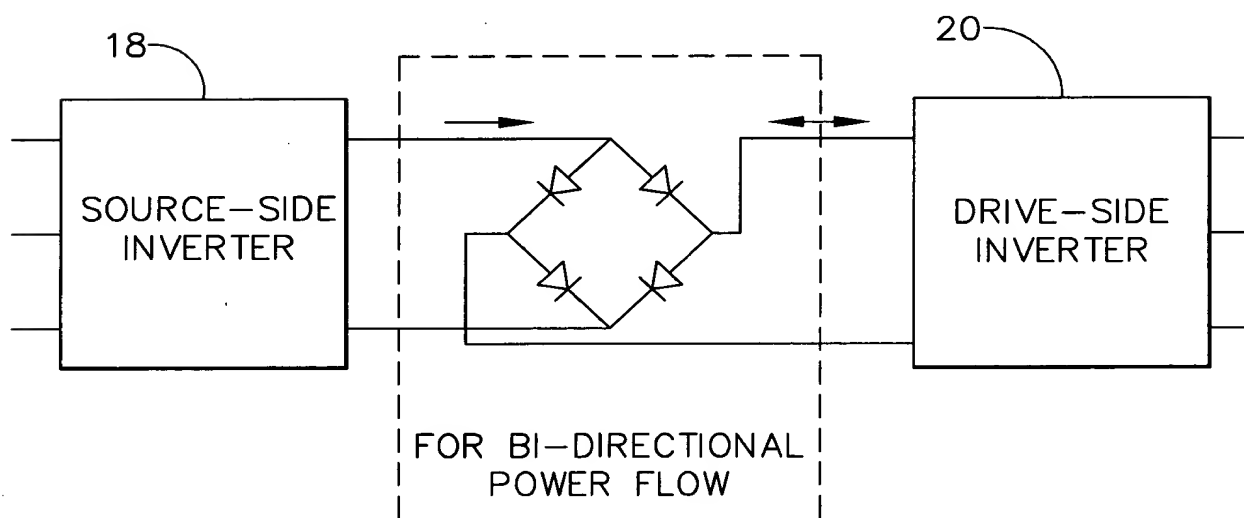 18
20
SOURCE-SIDE
INVERTER
DRIVE-SIDE
INVERTER
FOR BI-DIRECTIONAL
POWER FLOW